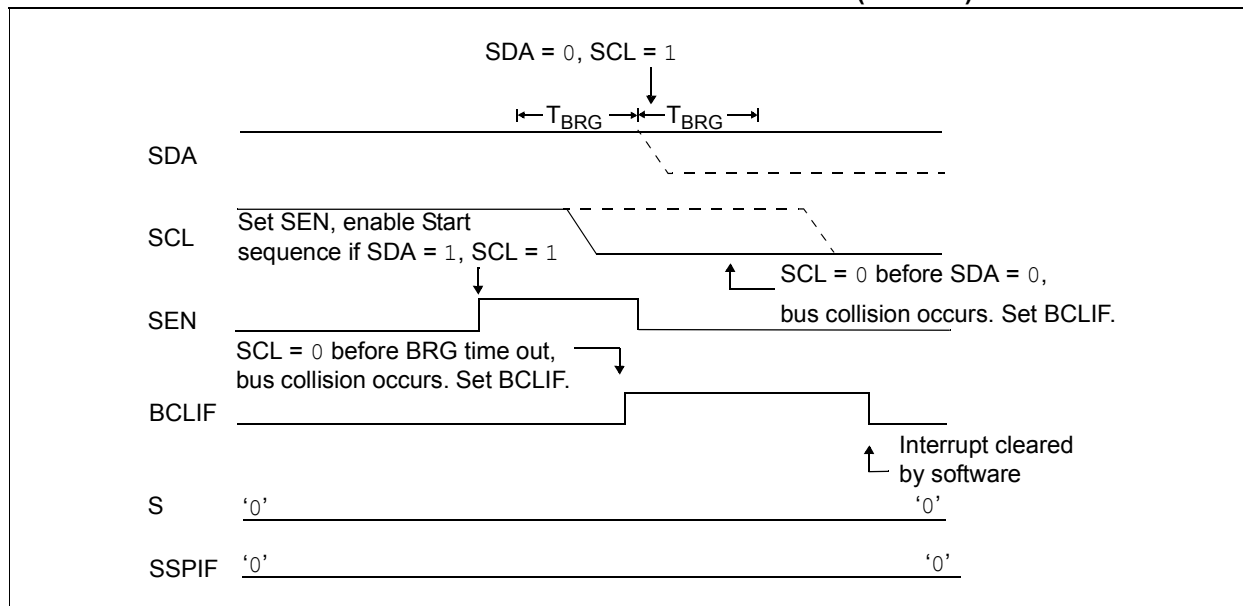 SDA = 0, SCL = 1
TBRG TBRG
SDA
SCL
Set SEN, enable Start
sequence if SDA = 1, SCL = 1
SCL = 0 before SDA = 0,
bus collision occurs. Set BCLIF.
SEN
SCL = 0 before BRG time out,
bus collision occurs. Set BCLIF.
BCLIF
Interrupt cleared
by software
S ‘0’ ‘0’
SSPIF ‘0’ ‘0’